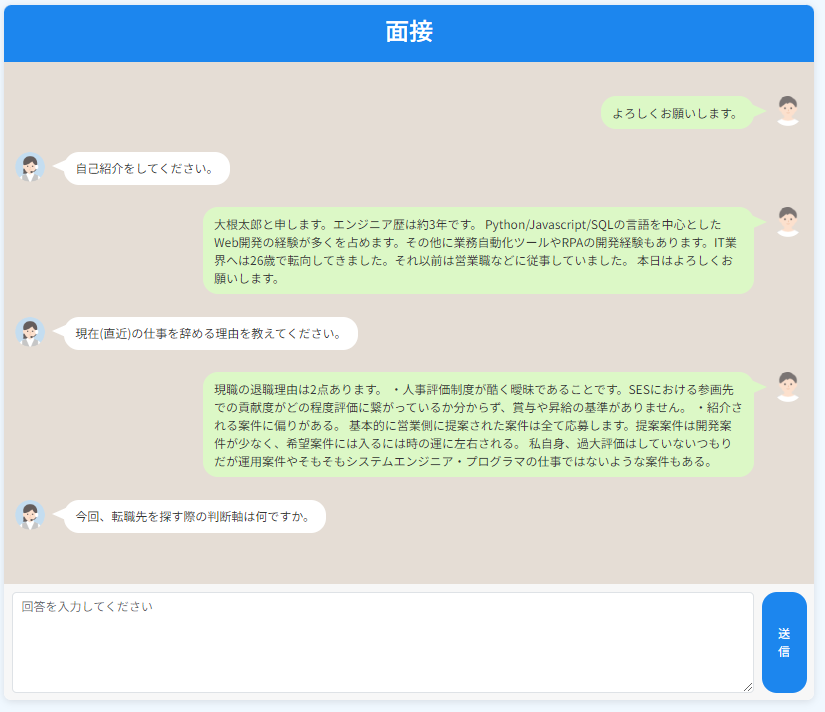 面接
よろしくお願いします。
自己紹介をしてください。
大根太郎と申します。エンジニア歴は約3年です。 Python/Javascript/SQLの言語を中心とした
Web開発の経験が多くを占めます。その他に業務自動化ツールやRPAの開発経験もあります。IT業
界へは26歳で転向してきました。それ以前は営業職などに従事していました。 本日はよろしくお
願いします。
現在(直近)の仕事を辞める理由を教えてください。
現職の退職理由は2点あります。 ・人事評価制度が酷く曖昧であることです。SESにおける参画先
での貢献度がどの程度評価に繋がっているか分からず、賞与や昇給の基準がありません。 ・紹介さ
れる案件に偏りがある。 基本的に営業側に提案された案件は全て応募します。提案案件は開発案
件が少なく、希望案件には入るには時の運に左右される。 私自身、過大評価はしていないつもり
だが運用案件やそもそもシステムエンジニア・プログラマの仕事ではないような案件もある。
今回、転職先を探す際の判断軸は何ですか。
回答を入力してください
送
信